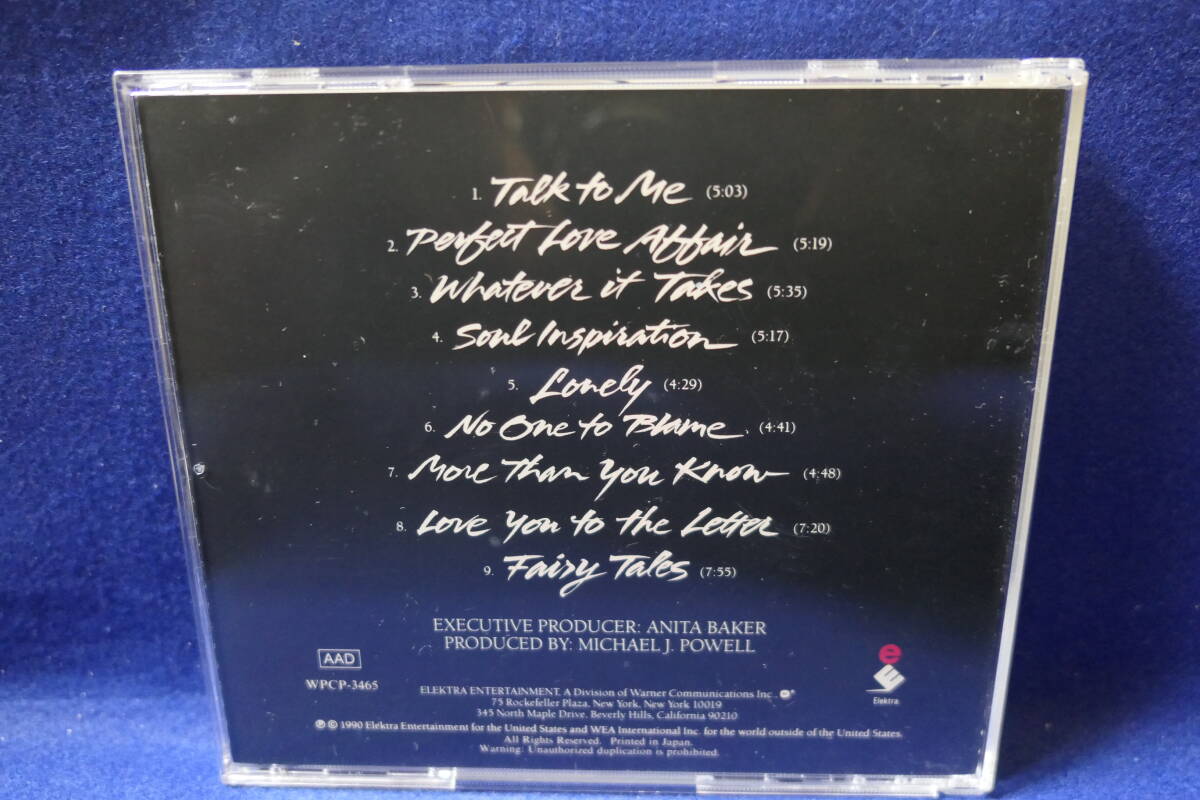 1. Talk to Me (5:03)
2. Perfect Love Affair (5:19)
3. Whatever it Takes (5:35)
4. Soul Inspiration (5:17)
5. Lonely (4:29)
6. No One to Blame (4:41)
7. More Than You Know (4:48)
8. Love You to the Letter (7:20)
9. Fairy Tales (7:55)
EXECUTIVE PRODUCER: ANITA BAKER
PRODUCED BY: MICHAEL J. POWELL
AAD
WPCP-3465
e
Elektra
ELEKTRA ENTERTAINMENT, A Division of Warner Communications Inc.
75 Rockefeller Plaza, New York, New York 10019
345 North Maple Drive, Beverly Hills, California 90210
℗ © 1990 Elektra Entertainment for the United States and WEA International Inc. for the world outside of the United States.
All Rights Reserved. Printed in Japan.
Warning: Unauthorized duplication is prohibited.